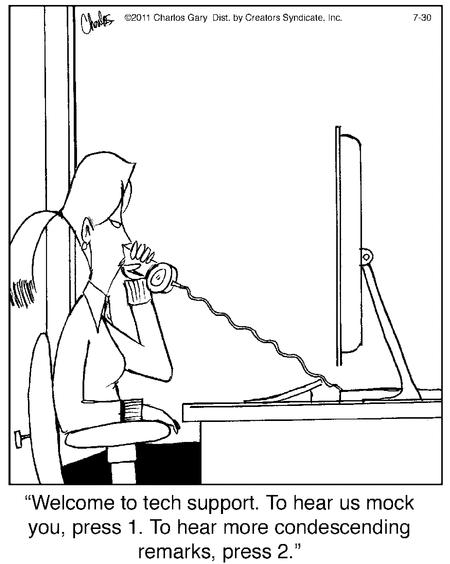 Charlos ©2011 Charlos Gary Dist. by Creators Syndicate, Inc. 7-30
“Welcome to tech support. To hear us mock
you, press 1. To hear more condescending
remarks, press 2.”